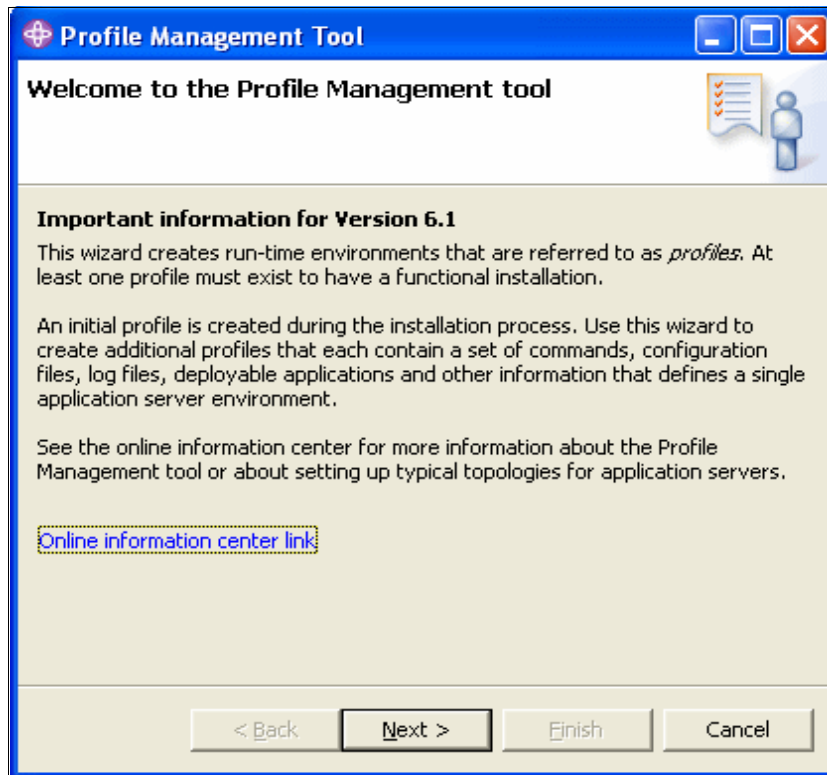 Profile Management Tool
Welcome to the Profile Management tool
Important information for Version 6.1
This wizard creates run-time environments that are referred to as profiles. At
least one profile must exist to have a functional installation.
An initial profile is created during the installation process. Use this wizard to
create additional profiles that each contain a set of commands, configuration
files, log files, deployable applications and other information that defines a single
application server environment.
See the online information center for more information about the Profile
Management tool or about setting up typical topologies for application servers.
Online information center link
< Back Next > Finish Cancel